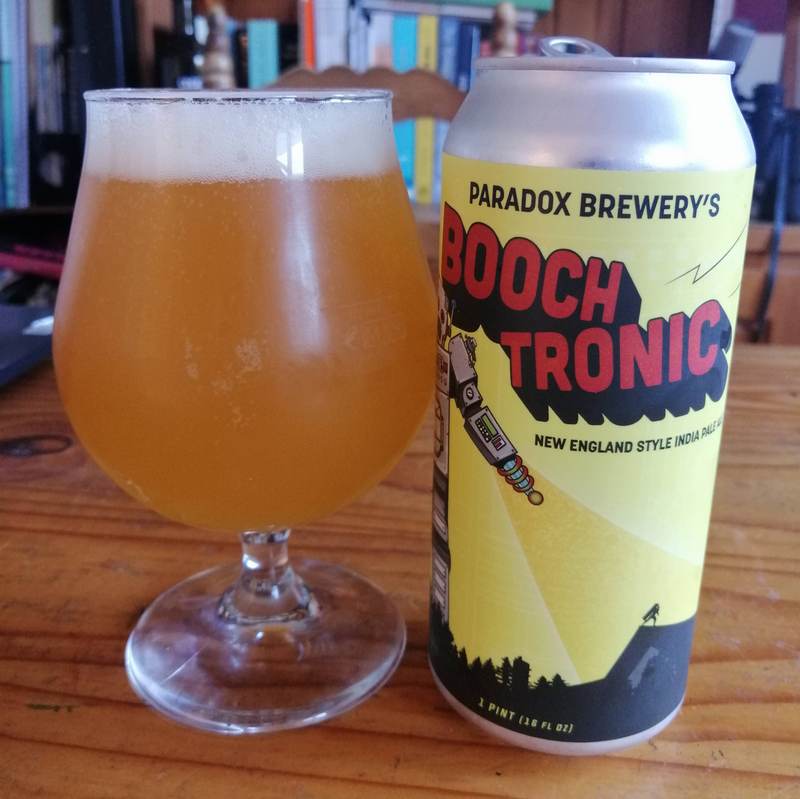 PARADOX BREWERY'S
BOOCH
TRONIC
NEW ENGLAND STYLE INDIA PALE
1 PINT (16 FL OZ)